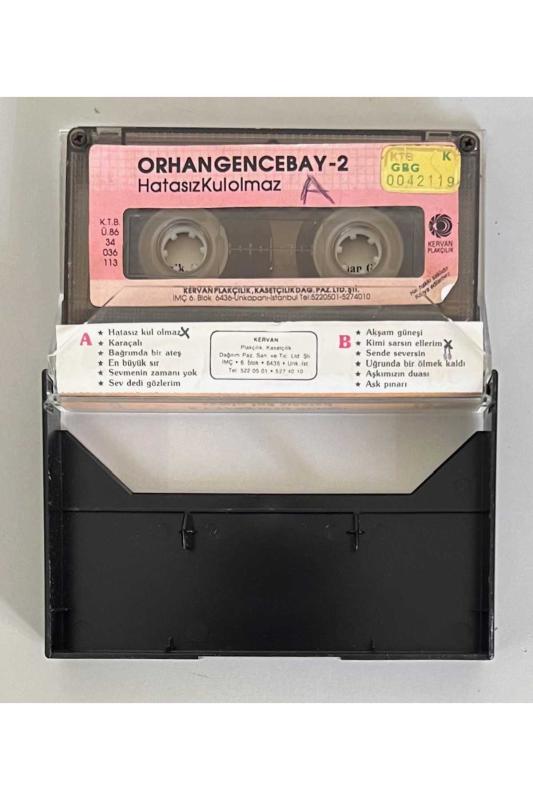 ORHANGENCEBAY-2
HatasızKulolmaz
A
KTB K
GBG
0042119
K.T.B.
Ü.86
34
036
113
KERVAN
PLAKÇILIK
KERVAN PLAKÇILIK, KASETÇİLİK DAĞ. PAZ. LTD. ŞTİ.
İMÇ 6. Blok 6436-Unkapanı-İstanbul Tel:5220501-5274010
A
★ Hatasız kul olmaz X
★ Karaçalı
★ Bağrımda bir ateş
★ En büyük sır
★ Sevmenin zamanı yok
★ Sev dedi gözlerim
KERVAN
Plakçılık, Kasetçilik
Dağıtım Paz. San ve Tic. Ltd. Şti.
İMÇ • 6. blok • 6436 • Unk. İst
Tel: 522 05 01 • 527 40 10
B
★ Akşam güneşi
★ Kimi sarsın ellerim X
★ Sende seversin
★ Uğrunda bir ölmek kaldı
★ Aşkımızın duası
★ Ask pınarı